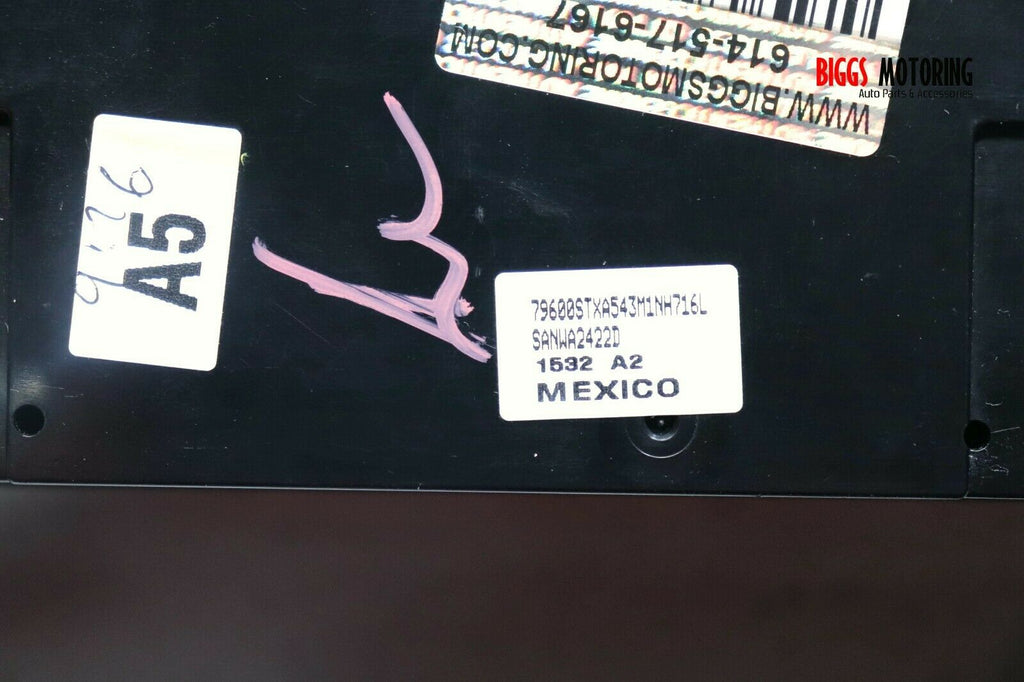 614-517-6167
WWW.BIGGSMOTORING.COM
BIGGS MOTORING
Auto Parts & Accessories
A5
79600STXA543M1NH716L
SANWA2422D
1532 A2
MEXICO